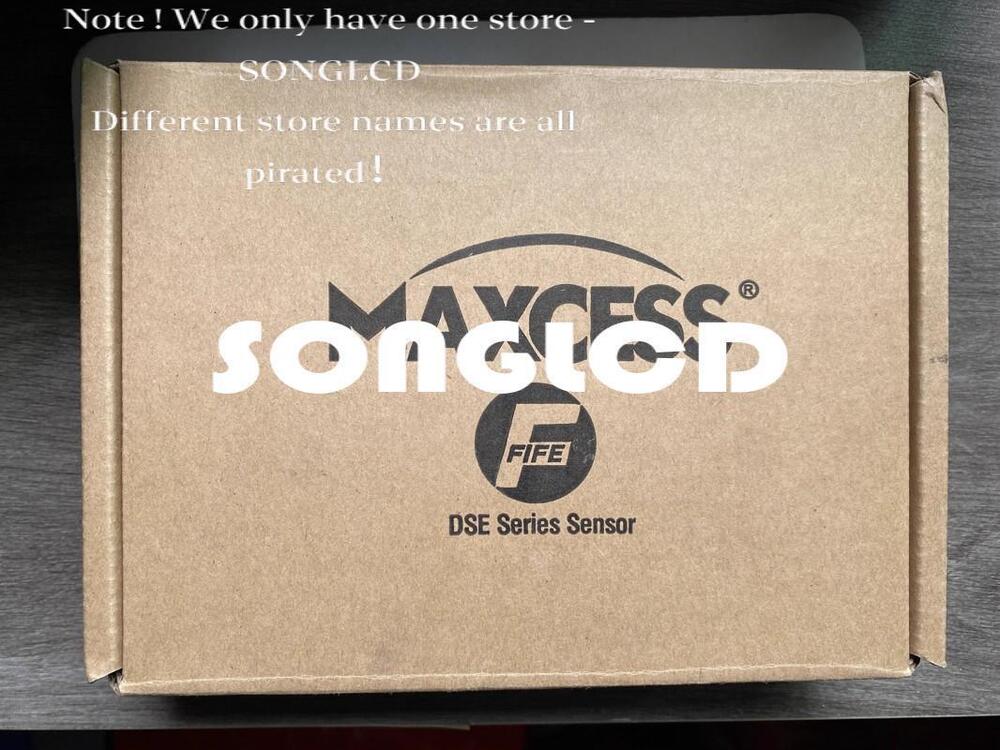 Note ! We only have one store -
SONGLCD
Different store names are all
pirated !
MAXCESS®
SONGLCD
F
FIFE
DSE Series Sensor